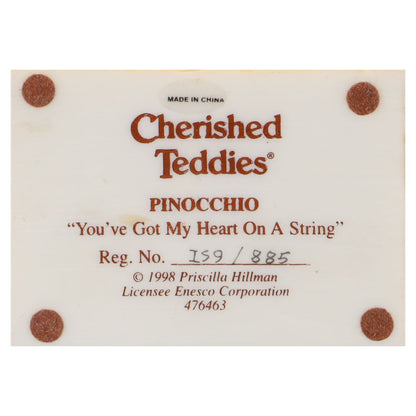 MADE IN CHINA
Cherished
Teddies®
PINOCCHIO
"You've Got My Heart On A String"
Reg. No. IS9/885
© 1998 Priscilla Hillman
Licensee Enesco Corporation
476463